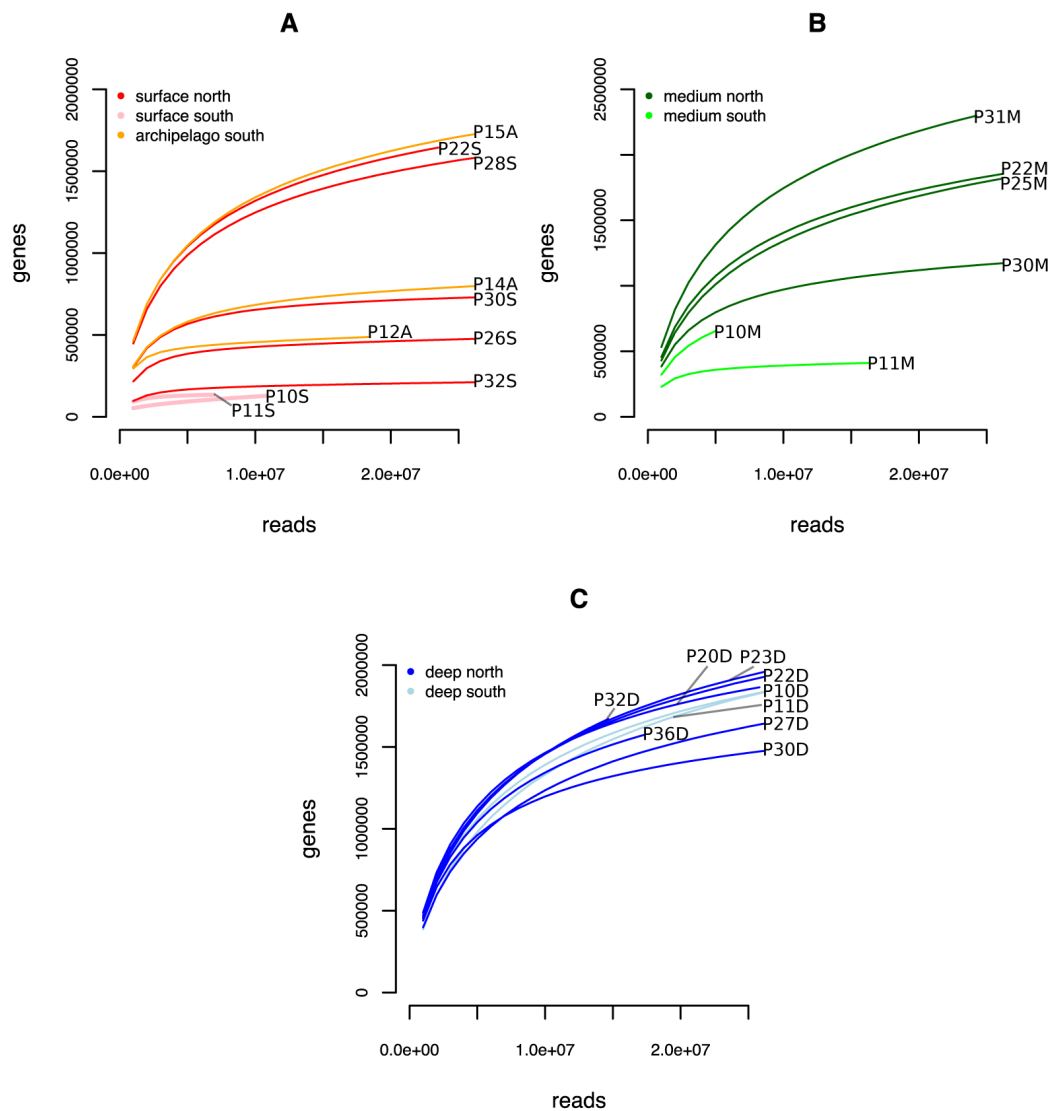 A
surface north
surface south
archipelago south
P15A
P22S
P28S
P14A
P30S
P12A
P26S
P32S
P10S
P11S
genes
0
500000
1000000
1500000
2000000
0.0e+00
1.0e+07
2.0e+07
reads
B
medium north
medium south
P31M
P22M
P25M
P30M
P10M
P11M
genes
0
500000
1500000
2500000
0.0e+00
1.0e+07
2.0e+07
reads
C
deep north
deep south
P20D
P23D
P22D
P10D
P32D
P11D
P27D
P36D
P30D
genes
0
500000
1000000
1500000
2000000
0.0e+00
1.0e+07
2.0e+07
reads